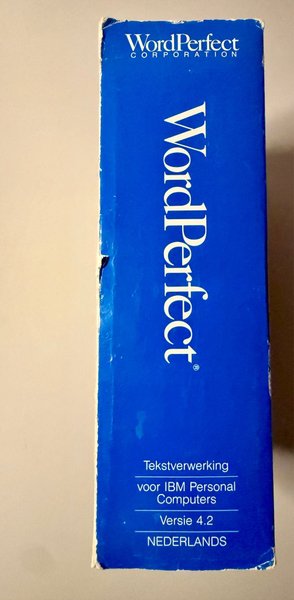 WordPerfect
CORPORATION
WordPerfect®
Tekstverwerking
voor IBM Personal
Computers
Versie 4.2
NEDERLANDS